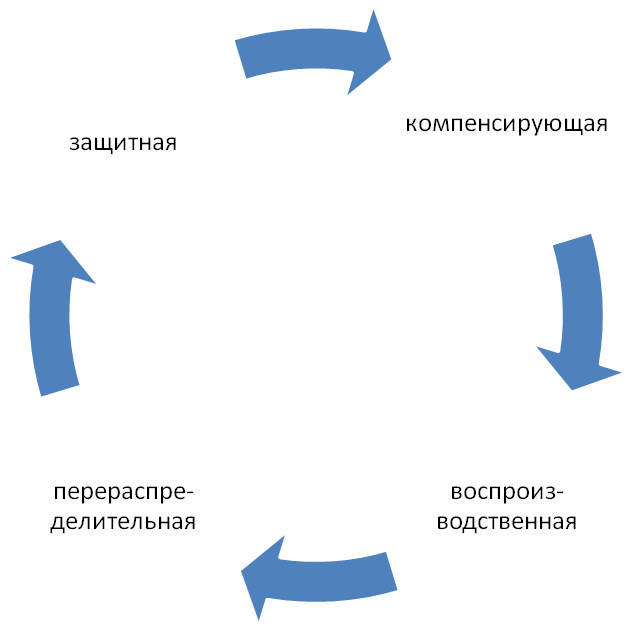 защитная
компенсирующая
перераспре-
делительная
воспроиз-
водственная